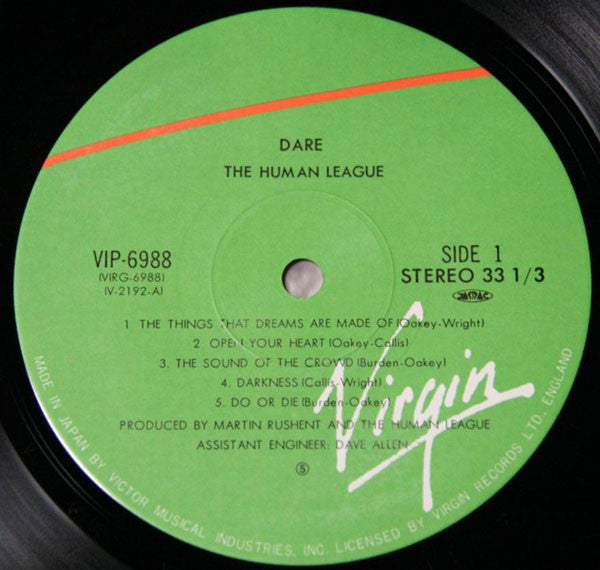 DARE
THE HUMAN LEAGUE
VIP-6988
(VIRG-6988)
(V-2192-A)
SIDE 1
STEREO 33 1/3
JASRAC
1 THE THINGS THAT DREAMS ARE MADE OF (Oakey-Wright)
2. OPEN YOUR HEART (Oakey-Callis)
3. THE SOUND OF THE CROWD (Burden-Oakey)
4. DARKNESS (Callis-Wright)
5. DO OR DIE (Burden-Oakey)
PRODUCED BY MARTIN RUSHENT AND THE HUMAN LEAGUE
ASSISTANT ENGINEER: DAVE ALLEN
Virgin
⑤
MADE IN JAPAN BY VICTOR MUSICAL INDUSTRIES, INC. LICENSED BY VIRGIN RECORDS LTD., ENGLAND